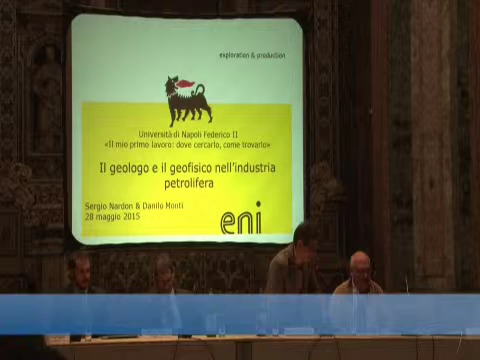 exploration & production
Università di Napoli Federico II
«Il mio primo lavoro: dove cercarlo, come trovarlo»
Il geologo e il geofisico nell'industria
petrolifera
Sergio Nardon & Danilo Monti
28 maggio 2015
eni